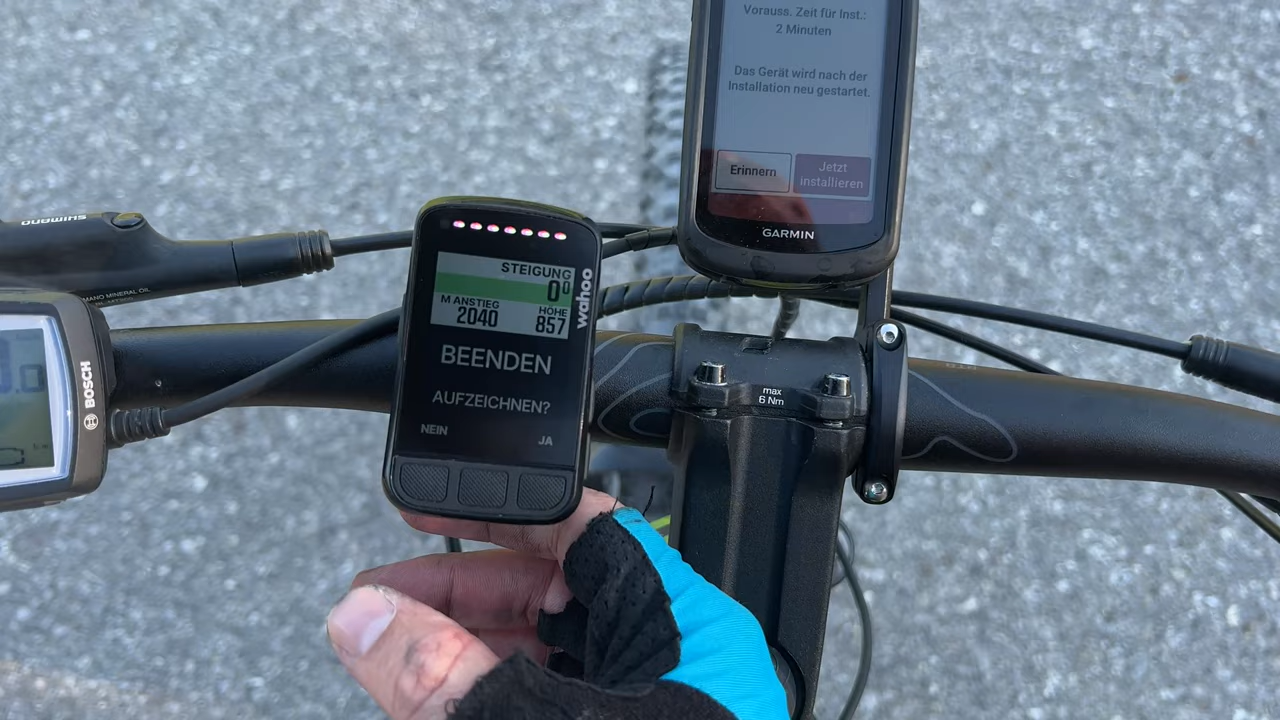 Vorauss. Zeit für Inst.:
2 Minuten
Das Gerät wird nach der
Installation neu gestartet.
Erinnern
Jetzt
installieren
GARMIN
SHIMANO
MANO MINERAL OIL
BOSCH
wahoo
STEIGUNG
0°
M ANSTIEG
2040
HÖHE
857
BEENDEN
AUFZEICHNEN?
NEIN
JA
max
6 Nm